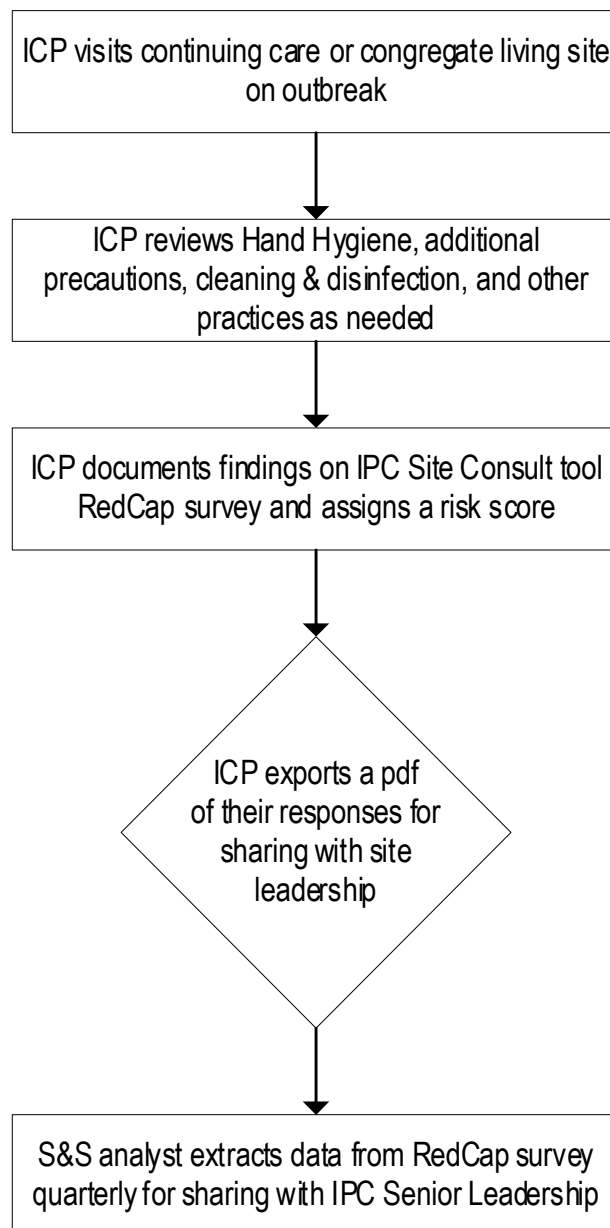 ICP visits continuing care or congregate living site
on outbreak
ICP reviews Hand Hygiene, additional
precautions, cleaning & disinfection, and other
practices as needed
ICP documents findings on IPC Site Consult tool
RedCap survey and assigns a risk score
ICP exports a pdf
of their responses for
sharing with site
leadership
S&S analyst extracts data from RedCap survey
quarterly for sharing with IPC Senior Leadership